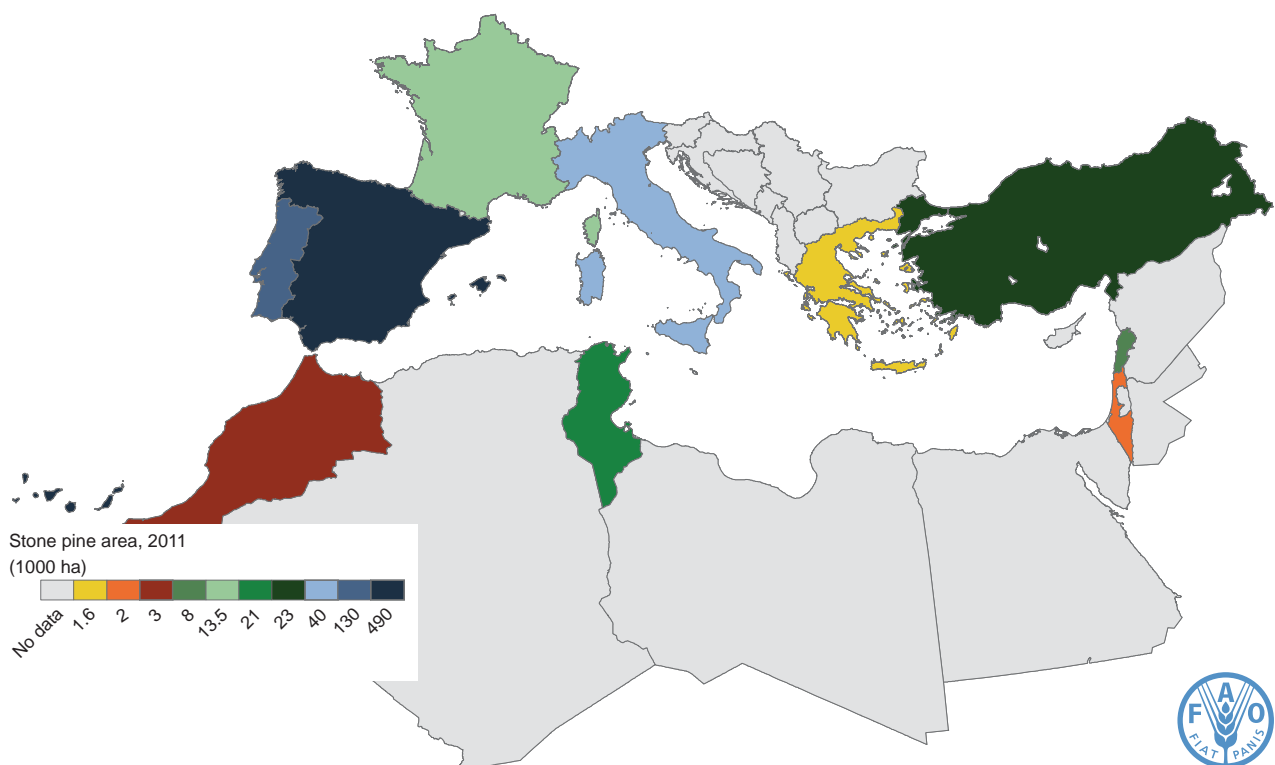 Stone pine area, 2011
(1000 ha)
No data 1.6 2 3 8 13.5 21 23 40 130 490
F A O
FIAT PANIS